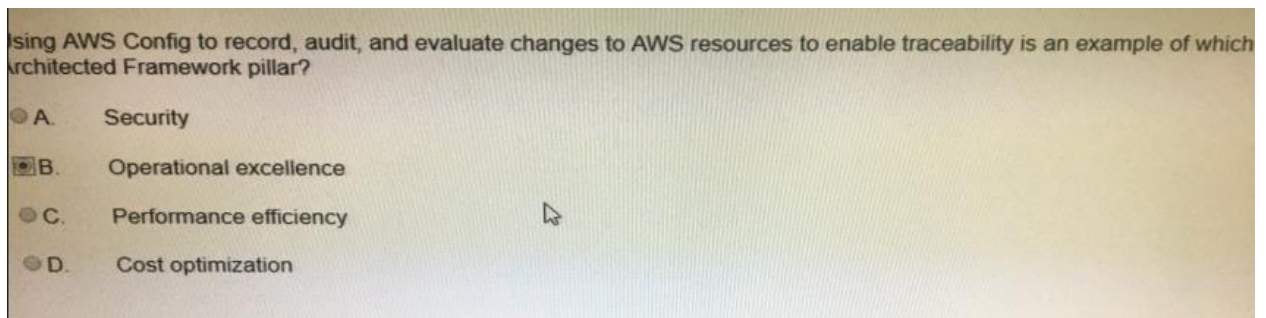 sing AWS Config to record, audit, and evaluate changes to AWS resources to enable traceability is an example of which
rchitected Framework pillar?
A. Security
B. Operational excellence
C. Performance efficiency
D. Cost optimization